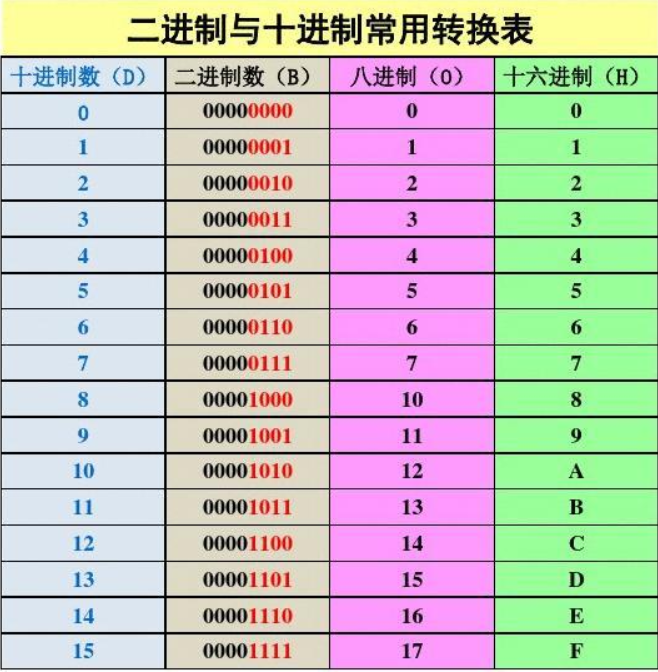 二进制与十进制常用转换表
十进制数（D） 二进制数（B） 八进制（O） 十六进制（H）
0 00000000 0 0
1 00000001 1 1
2 00000010 2 2
3 00000011 3 3
4 00000100 4 4
5 00000101 5 5
6 00000110 6 6
7 00000111 7 7
8 00001000 10 8
9 00001001 11 9
10 00001010 12 A
11 00001011 13 B
12 00001100 14 C
13 00001101 15 D
14 00001110 16 E
15 00001111 17 F